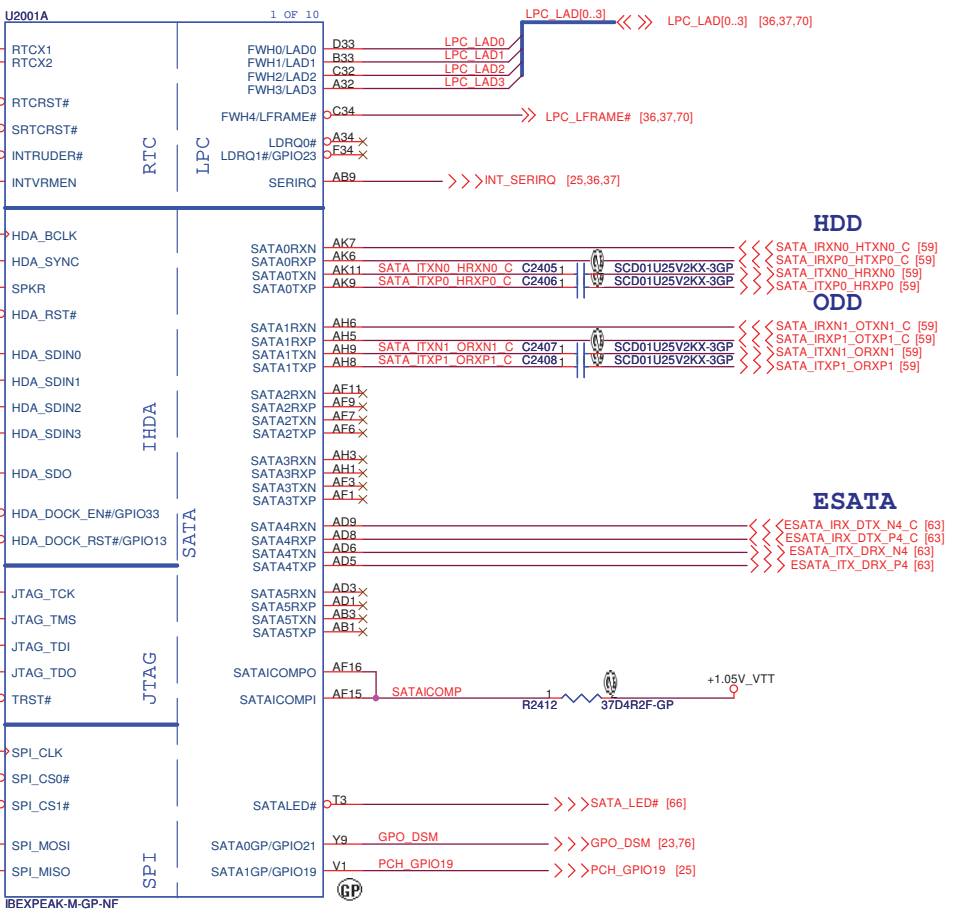 U2001A
1 OF 10
LPC_LAD[0..3]
LPC_LAD[0..3] [36,37,70]
RTCX1
FWH0/LAD0
D33
LPC_LAD0
RTCX2
FWH1/LAD1
B33
LPC_LAD1
FWH2/LAD2
C32
LPC_LAD2
FWH3/LAD3
A32
LPC_LAD3
RTCRST#
FWH4/LFRAME#
C34
LPC_LFRAME# [36,37,70]
SRTCRST#
LDRQ0#
A34
INTRUDER#
LDRQ1#/GPIO23
F34
INTVRMEN
SERIRQ
AB9
INT_SERIRQ [25,36,37]
RTC
LPC
HDD
HDA_BCLK
SATA0RXN
AK7
SATA_IRXN0_HTXN0_C [59]
HDA_SYNC
SATA0RXP
AK6
SATA_IRXP0_HTXP0_C [59]
SATA0TXN
AK11
SATA_ITXN0_HRXN0_C
C2405
1
SCD01U25V2KX-3GP
SATA_ITXN0_HRXN0 [59]
SPKR
SATA0TXP
AK9
SATA_ITXP0_HRXP0_C
C2406
1
SCD01U25V2KX-3GP
SATA_ITXP0_HRXP0 [59]
ODD
HDA_RST#
SATA1RXN
AH6
SATA_IRXN1_OTXN1_C [59]
SATA1RXP
AH5
SATA_IRXP1_OTXP1_C [59]
HDA_SDIN0
SATA1TXN
AH9
SATA_ITXN1_ORXN1_C
C2407
1
SCD01U25V2KX-3GP
SATA_ITXN1_ORXN1 [59]
SATA1TXP
AH8
SATA_ITXP1_ORXP1_C
C2408
1
SCD01U25V2KX-3GP
SATA_ITXP1_ORXP1 [59]
HDA_SDIN1
SATA2RXN
AF11
HDA_SDIN2
SATA2RXP
AF9
SATA2TXN
AF7
HDA_SDIN3
SATA2TXP
AF6
IHDA
SATA3RXN
AH3
HDA_SDO
SATA3RXP
AH1
SATA3TXN
AF3
SATA3TXP
AF1
ESATA
HDA_DOCK_EN#/GPIO33
SATA4RXN
AD9
ESATA_IRX_DTX_N4_C [63]
HDA_DOCK_RST#/GPIO13
SATA4RXP
AD8
ESATA_IRX_DTX_P4_C [63]
SATA4TXN
AD6
ESATA_ITX_DRX_N4 [63]
SATA4TXP
AD5
ESATA_ITX_DRX_P4 [63]
SATA
JTAG_TCK
SATA5RXN
AD3
SATA5RXP
AD1
JTAG_TMS
SATA5TXN
AB3
SATA5TXP
AB1
JTAG_TDI
JTAG_TDO
SATAICOMPO
AF16
+1.05V_VTT
TRST#
SATAICOMPI
AF15
SATAICOMP
1
R2412
37D4R2F-GP
JTAG
SPI_CLK
SPI_CS0#
SPI_CS1#
SATALED#
T3
SATA_LED# [66]
SPI_MOSI
SATA0GP/GPIO21
Y9
GPO_DSM
GPO_DSM [23,76]
SPI_MISO
SATA1GP/GPIO19
V1
PCH_GPIO19
PCH_GPIO19 [25]
SPI
GP
IBEXPEAK-M-GP-NF